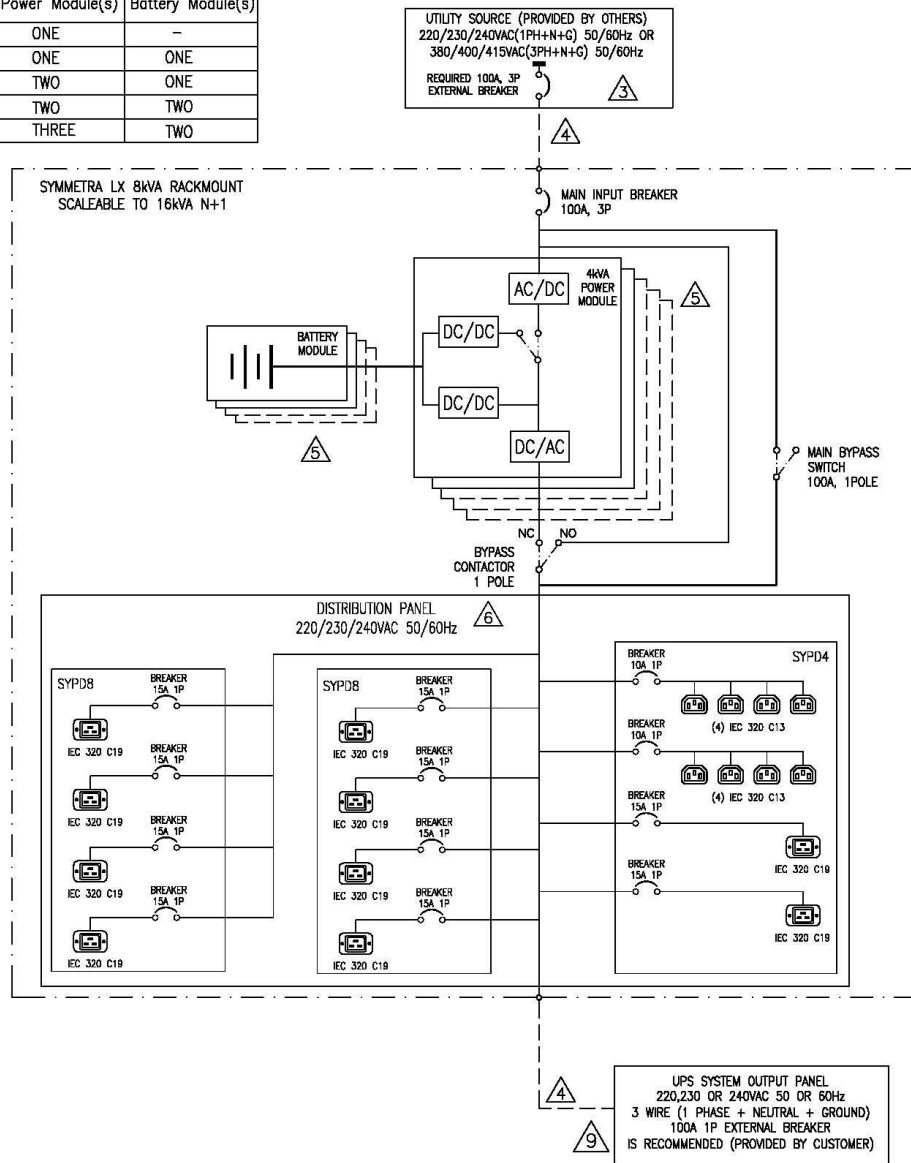 Power Module(s) Battery Module(s)
ONE –
ONE ONE
TWO ONE
TWO TWO
THREE TWO
UTILITY SOURCE (PROVIDED BY OTHERS)
220/230/240VAC(1PH+N+G) 50/60Hz OR
380/400/415VAC(3PH+N+G) 50/60Hz
REQUIRED 100A, 3P
EXTERNAL BREAKER
3
4
SYMMETRA LX 8kVA RACKMOUNT
SCALEABLE TO 16kVA N+1
MAIN INPUT BREAKER
100A, 3P
AC/DC
4kVA
POWER
MODULE
5
BATTERY
MODULE
DC/DC
DC/DC
5
DC/AC
MAIN BYPASS
SWITCH
100A, 1POLE
NC NO
BYPASS
CONTACTOR
1 POLE
DISTRIBUTION PANEL
220/230/240VAC 50/60Hz
6
SYPD8
BREAKER
15A 1P
IEC 320 C19
BREAKER
15A 1P
IEC 320 C19
BREAKER
15A 1P
IEC 320 C19
BREAKER
15A 1P
IEC 320 C19
SYPD8
BREAKER
15A 1P
IEC 320 C19
BREAKER
15A 1P
IEC 320 C19
BREAKER
15A 1P
IEC 320 C19
BREAKER
15A 1P
IEC 320 C19
SYPD4
BREAKER
10A 1P
(4) IEC 320 C13
BREAKER
10A 1P
(4) IEC 320 C13
BREAKER
15A 1P
IEC 320 C19
BREAKER
15A 1P
IEC 320 C19
4
9
UPS SYSTEM OUTPUT PANEL
220,230 OR 240VAC 50 OR 60Hz
3 WIRE (1 PHASE + NEUTRAL + GROUND)
100A 1P EXTERNAL BREAKER
IS RECOMMENDED (PROVIDED BY CUSTOMER)